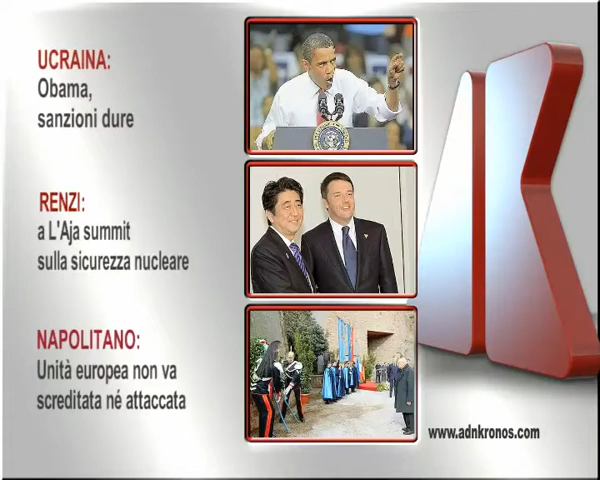 UCRAINA:
Obama,
sanzioni dure
RENZI:
a L'Aja summit
sulla sicurezza nucleare
NAPOLITANO:
Unità europea non va
screditata né attaccata
www.adnkronos.com